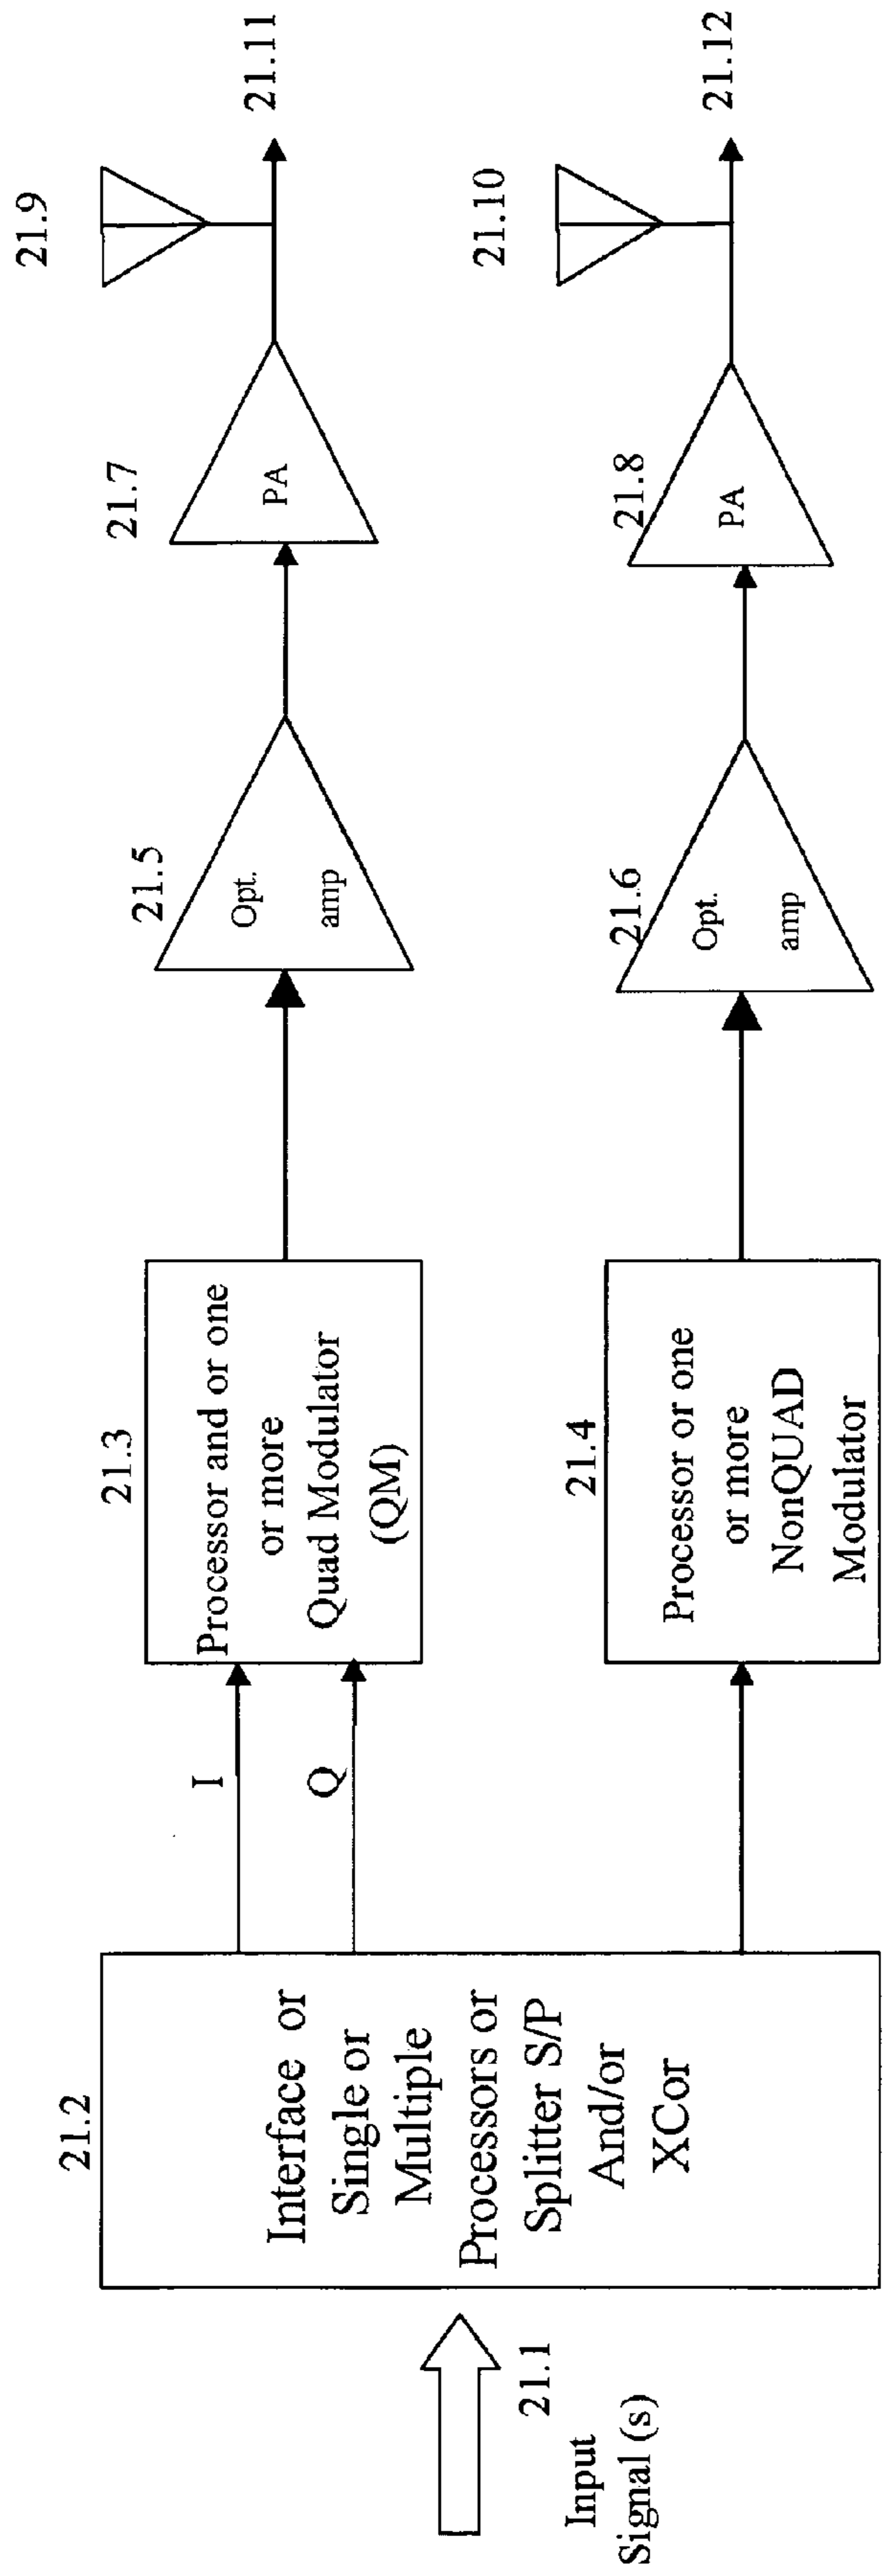 21.1
Input
Signal (s)
21.2
Interface or
Single or
Multiple
Processors or
Splitter S/P
And/or
XCor
I
Q
21.3
Processor and or one
or more
Quad Modulator
(QM)
21.5
Opt.
amp
21.7
PA
21.9
21.11
21.4
Processor or one
or more
NonQUAD
Modulator
21.6
Opt.
amp
21.8
PA
21.10
21.12